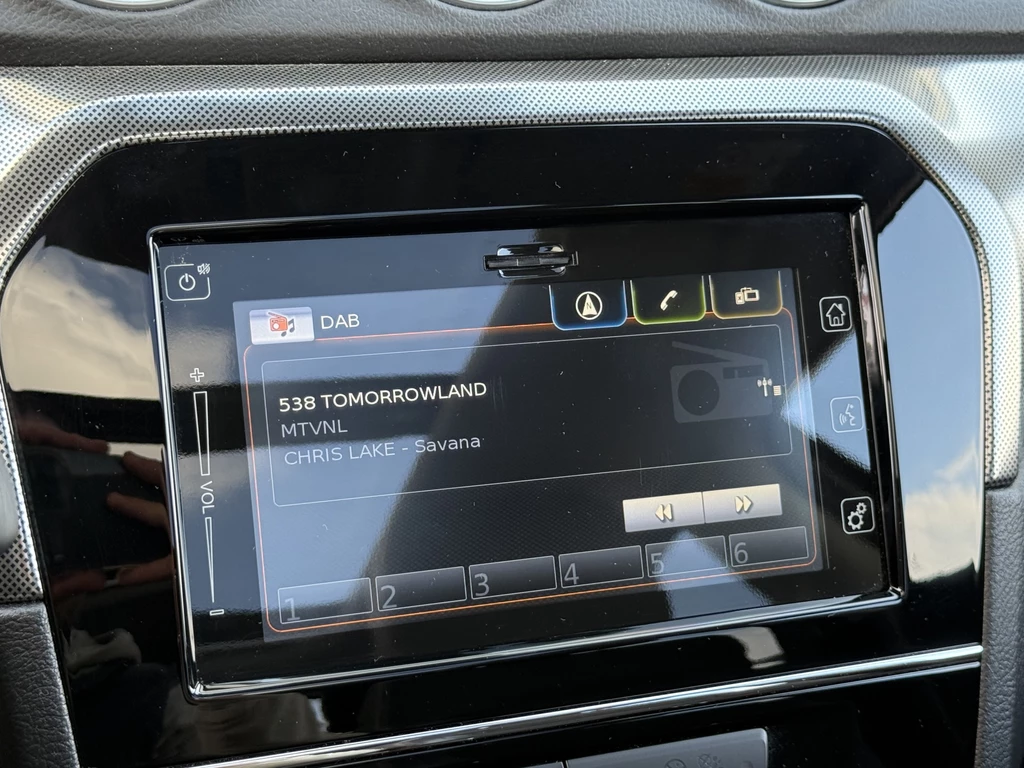 DAB
538 TOMORROWLAND
MTVNL
CHRIS LAKE - Savana
+
VOL
-
1 2 3 4 5 6